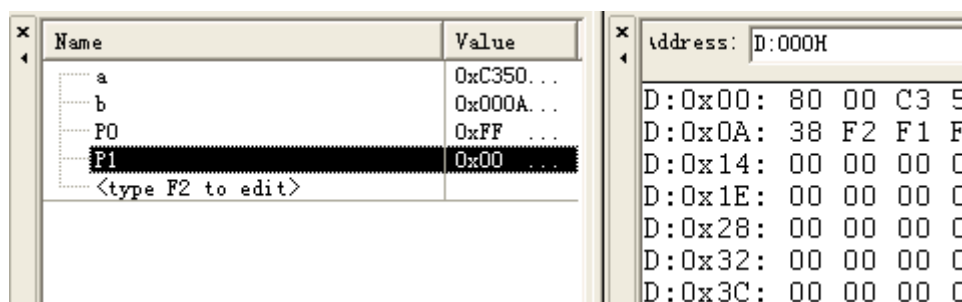 Name Value
a 0xC350...
b 0x000A...
P0 0xFF ...
P1 0x00 ...
<type F2 to edit>
Address: D:000H
D:0x00: 80 00 C3
D:0x0A: 38 F2 F1
D:0x14: 00 00 00
D:0x1E: 00 00 00
D:0x28: 00 00 00
D:0x32: 00 00 00
D:0x3C: 00 00 00